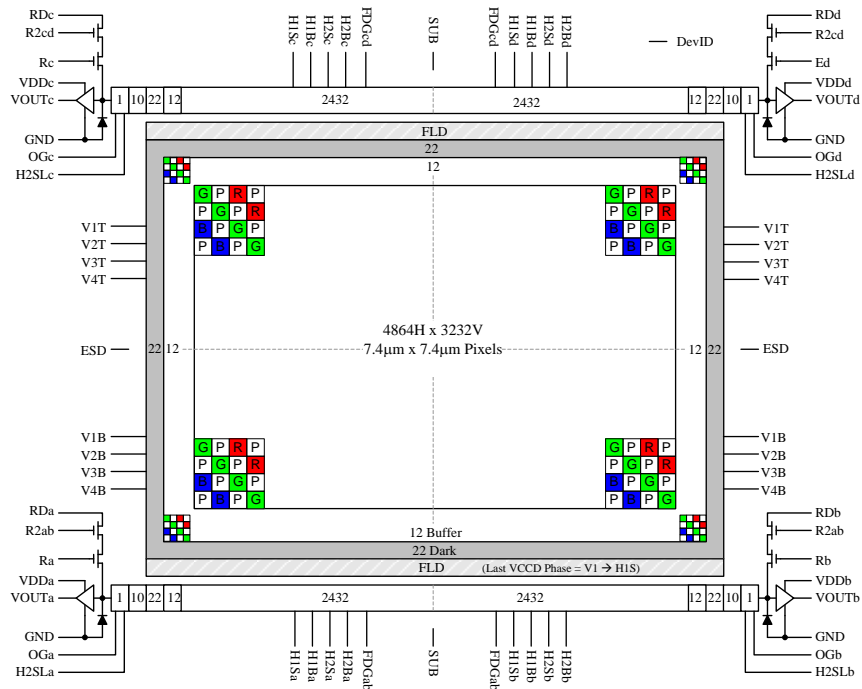 RDc
R2cd
Rc
VDDc
VOUTc
GND
OGc
H2SLc
H1Sc
H1Bc
H2Sc
H2Bc
FDGcd
SUB
FDGcd
H1Sd
H1Bd
H2Sd
H2Bd
DevID
RDd
R2cd
Ed
VDDd
VOUTd
GND
OGd
H2SLd
1 10 22 12 2432 2432 12 22 10 1
FLD
22
12
G P R P
P G P R
B P G P
P B P G
G P R P
P G P R
B P G P
P B P G
V1T
V2T
V3T
V4T
V1T
V2T
V3T
V4T
4864H x 3232V
7.4μm x 7.4μm Pixels
ESD
22 12
12 22
ESD
V1B
V2B
V3B
V4B
V1B
V2B
V3B
V4B
G P R P
P G P R
B P G P
P B P G
G P R P
P G P R
B P G P
P B P G
12 Buffer
22 Dark
FLD (Last VCCD Phase = V1 → H1S)
1 10 22 12 2432 2432 12 22 10 1
RDa
R2ab
Ra
VDDa
VOUTa
GND
OGa
H2SLa
H1Sa
H1Ba
H2Sa
H2Ba
FDGab
SUB
FDGab
H1Sb
H1Bb
H2Sb
H2Bb
RDb
R2ab
Rb
VDDb
VOUTb
GND
OGb
H2SLb